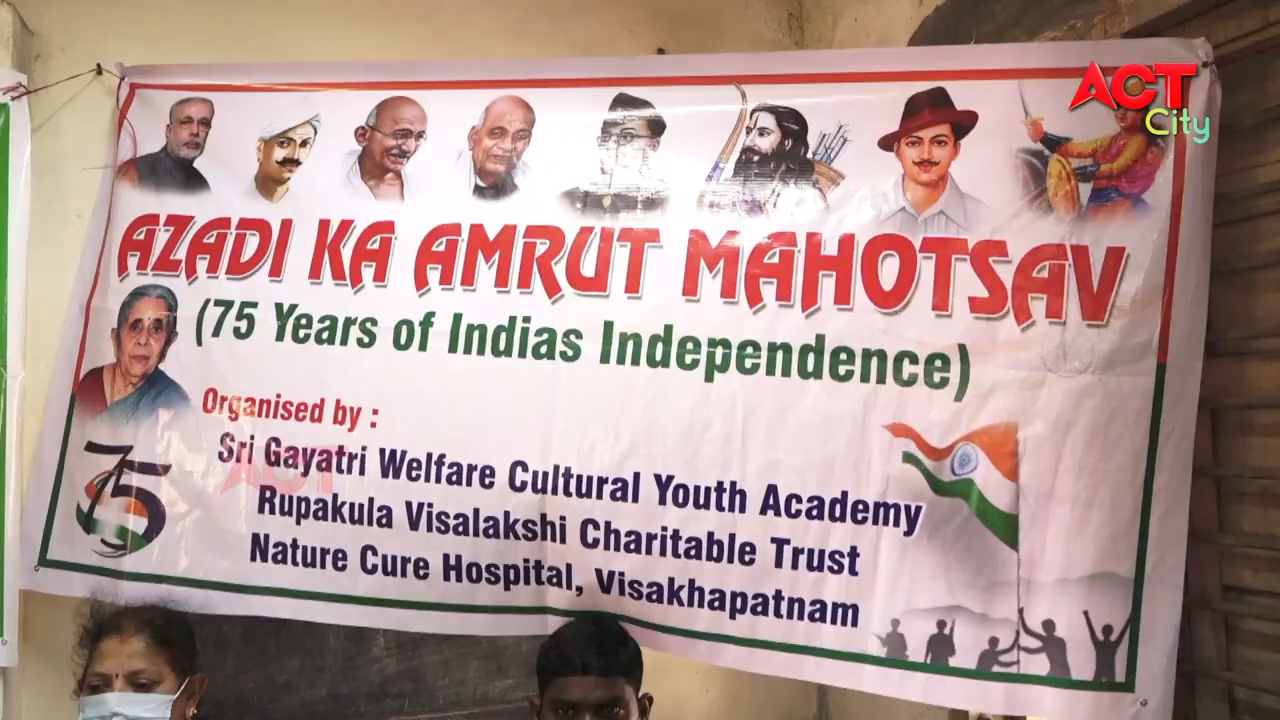 ACT
City
AZADI KA AMRUT MAHOTSAV
(75 Years of Indias Independence)
Organised by :
Sri Gayatri Welfare Cultural Youth Academy
Rupakula Visalakshi Charitable Trust
Nature Cure Hospital, Visakhapatnam
75
ACT